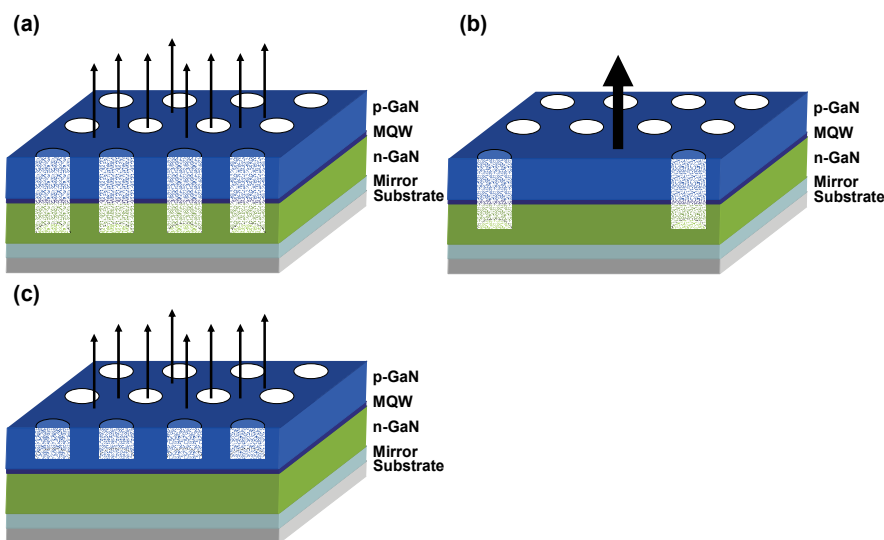 (a)
p-GaN
MQW
n-GaN
Mirror
Substrate
(b)
p-GaN
MQW
n-GaN
Mirror
Substrate
(c)
p-GaN
MQW
n-GaN
Mirror
Substrate